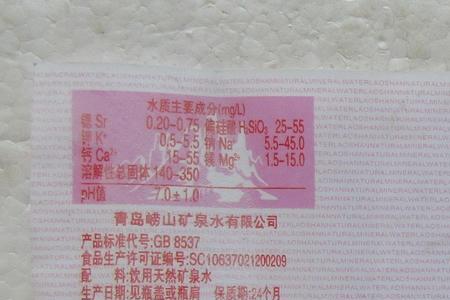 MINERALWATERLAOSHANNATURALMINERALWATERLAOSHANNATURALMINERALWATERLAOSHANNATURALMINERAL
水质主要成分(mg/L)
锶 Sr 0.20-0.75 偏硅酸 H₂SiO₃ 25-55
钾 K⁺ 0.5-5.5 钠 Na⁺ 5.5-45.0
钙 Ca²⁺ 15-55 镁 Mg²⁺ 1.5-15.0
溶解性总固体 140-350
pH值 7.0±1.0
青岛崂山矿泉水有限公司
产品标准代号:GB 8537
食品生产许可证编号:SC10637021200209
配 料:饮用天然矿泉水
生产日期:见瓶盖或瓶肩 保质期:24个月